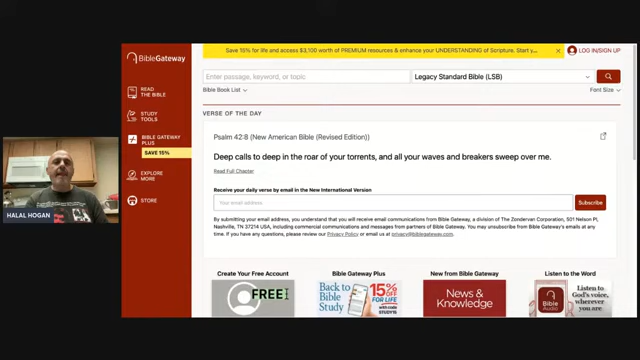 BibleGateway
READ
THE BIBLE
STUDY
TOOLS
BIBLE GATEWAY
PLUS
SAVE 15%
EXPLORE
MORE
STORE
Save 15% for life and access $3,100 worth of PREMIUM resources & enhance your UNDERSTANDING of Scripture. Start y...
LOG IN/SIGN UP
Enter passage, keyword, or topic
Legacy Standard Bible (LSB)
Bible Book List
Font Size
VERSE OF THE DAY
Psalm 42:8 (New American Bible (Revised Edition))
Deep calls to deep in the roar of your torrents, and all your waves and breakers sweep over me.
Read Full Chapter
Receive your daily verse by email in the New International Version
Your email address
Subscribe
By submitting your email address, you understand that you will receive email communications from Bible Gateway, a division of The Zondervan Corporation, 501 Nelson Pl,
Nashville, TN 37214 USA, including commercial communications and messages from partners of Bible Gateway. You may unsubscribe from Bible Gateway's emails at any
time. If you have any questions, please review our Privacy Policy or email us at privacy@biblegateway.com.
Create Your Free Account
FREE
Bible Gateway Plus
Back to
Bible
Study
15%
OFF
FOR LIFE
with code
STUDY15
New from Bible Gateway
News &
Knowledge
Listen to the Word
Bible
Audio
Listen to
God's voice,
wherever
you are
HALAL HOGAN